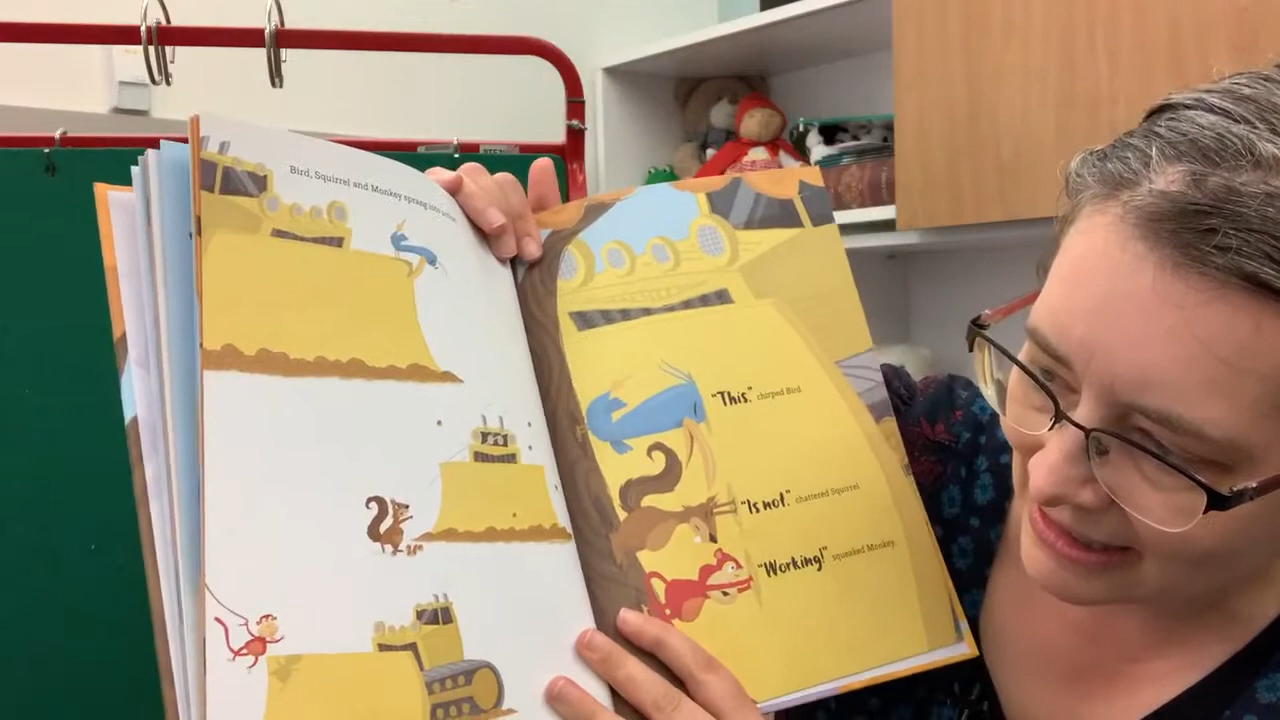 Bird, Squirrel and Monkey sprang into action.
"This." chirped Bird.
"Is not." chattered Squirrel.
"Working!" squeaked Monkey.